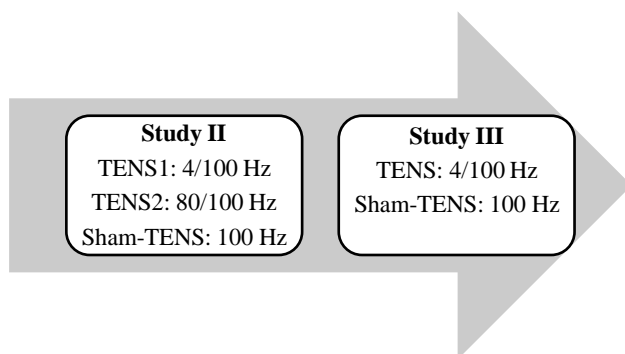 Study II
TENS1: 4/100 Hz
TENS2: 80/100 Hz
Sham-TENS: 100 Hz
Study III
TENS: 4/100 Hz
Sham-TENS: 100 Hz